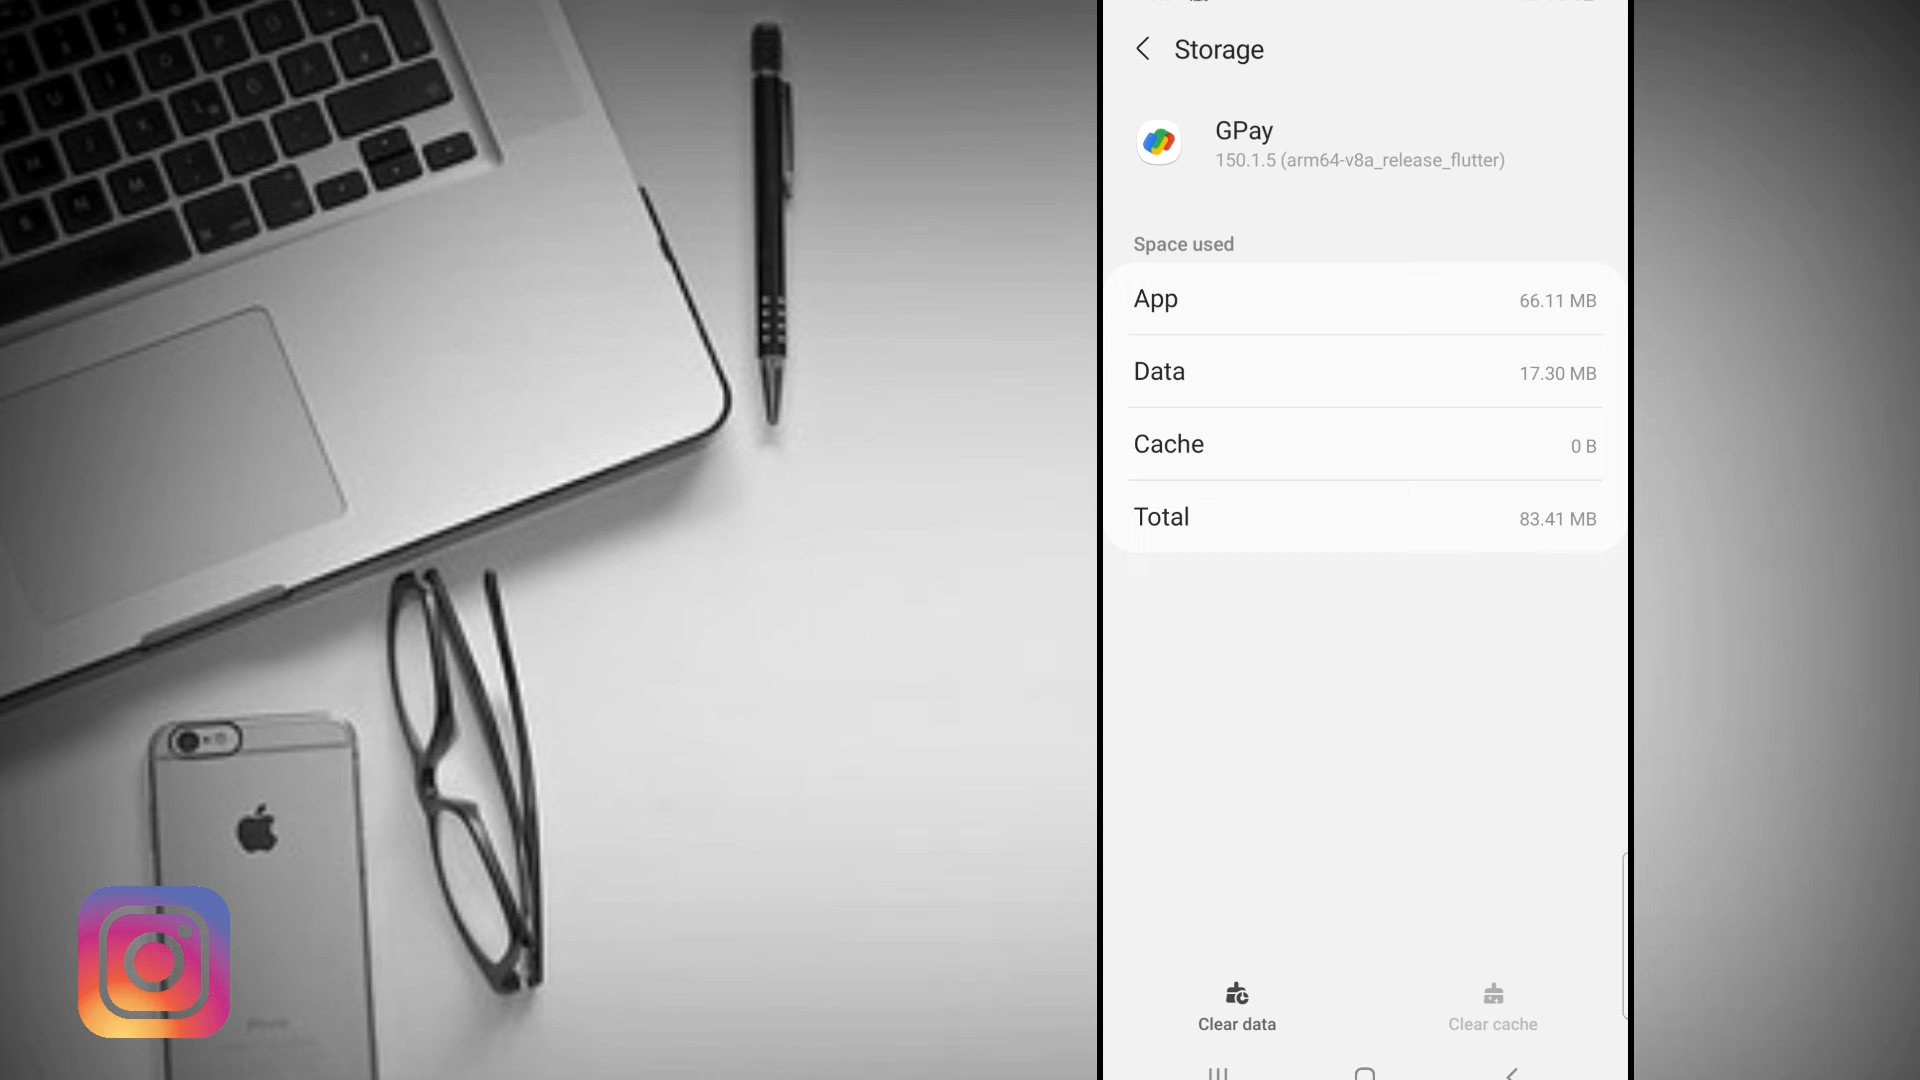 Storage
GPay
150.1.5 (arm64-v8a_release_flutter)
Space used
App 66.11 MB
Data 17.30 MB
Cache 0 B
Total 83.41 MB
Clear data
Clear cache